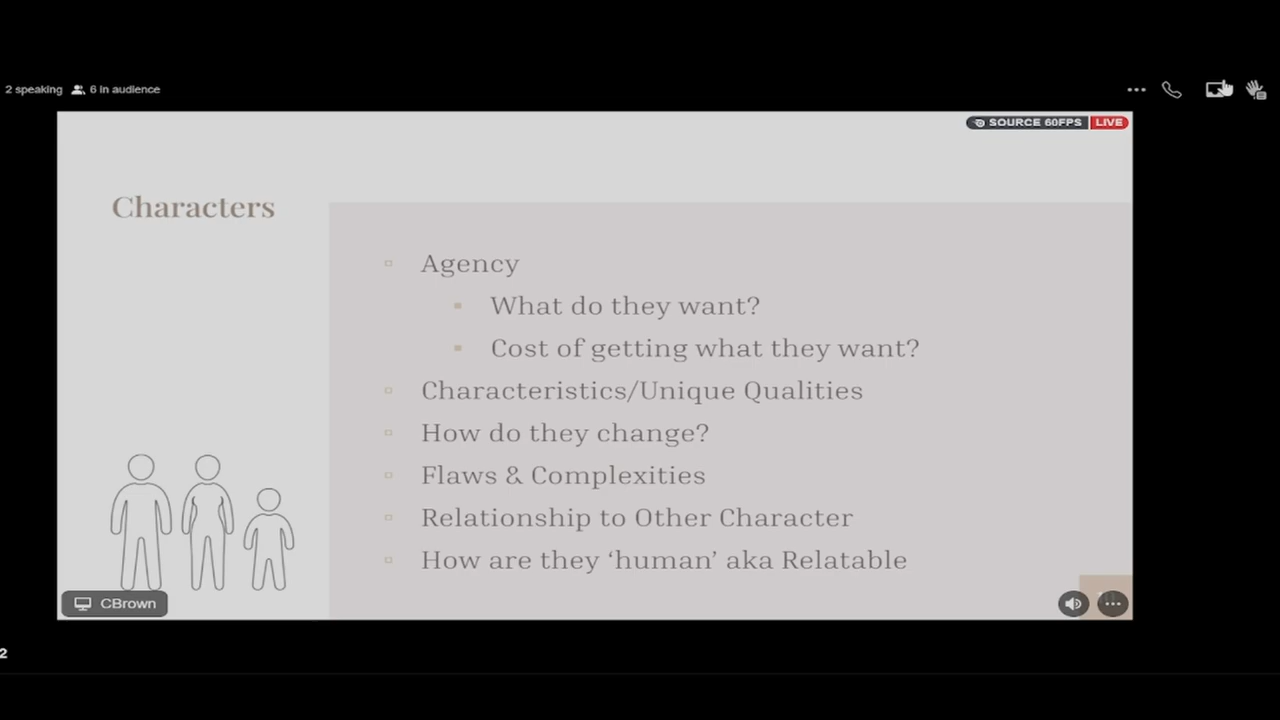 2 speaking 6 in audience
SOURCE 60FPS LIVE
Characters
Agency
What do they want?
Cost of getting what they want?
Characteristics/Unique Qualities
How do they change?
Flaws & Complexities
Relationship to Other Character
How are they ‘human’ aka Relatable
CBrown
2